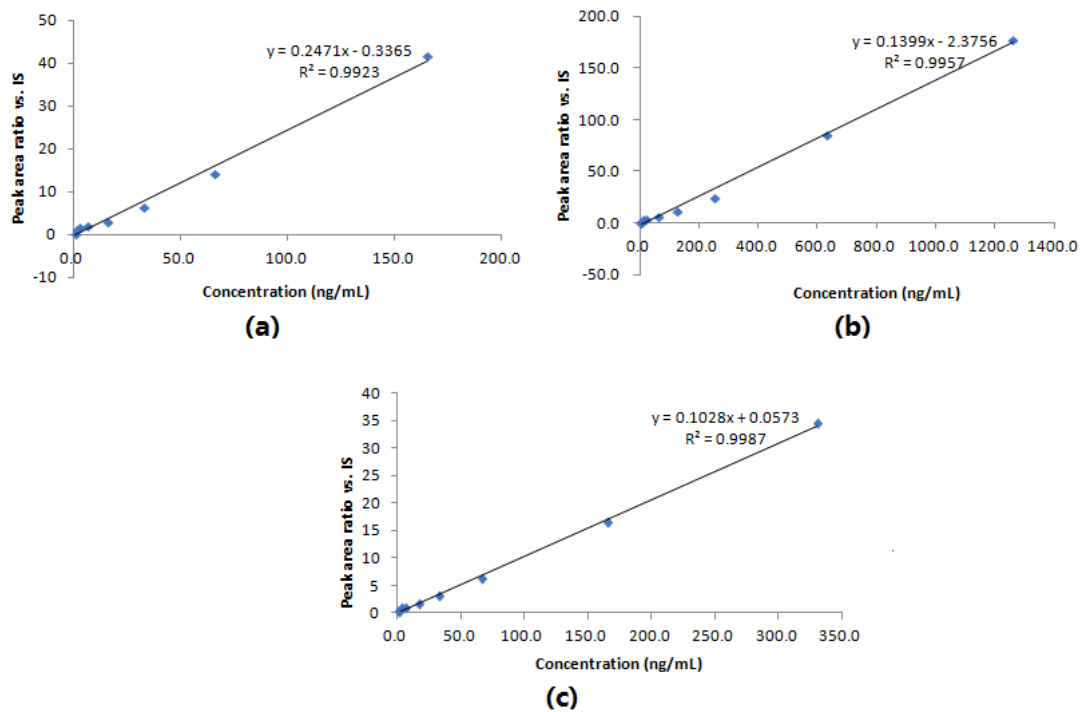 50
40
30
20
10
0
-10
Peak area ratio vs. IS
y = 0.2471x - 0.3365
R² = 0.9923
0.0 50.0 100.0 150.0 200.0
Concentration (ng/mL)
(a)
200.0
150.0
100.0
50.0
0.0
-50.0
Peak area ratio vs. IS
y = 0.1399x - 2.3756
R² = 0.9957
0.0 200.0 400.0 600.0 800.0 1000.0 1200.0 1400.0
Concentration (ng/mL)
(b)
40
35
30
25
20
15
10
5
0
Peak area ratio vs. IS
y = 0.1028x + 0.0573
R² = 0.9987
0.0 50.0 100.0 150.0 200.0 250.0 300.0 350.0
Concentration (ng/mL)
(c)